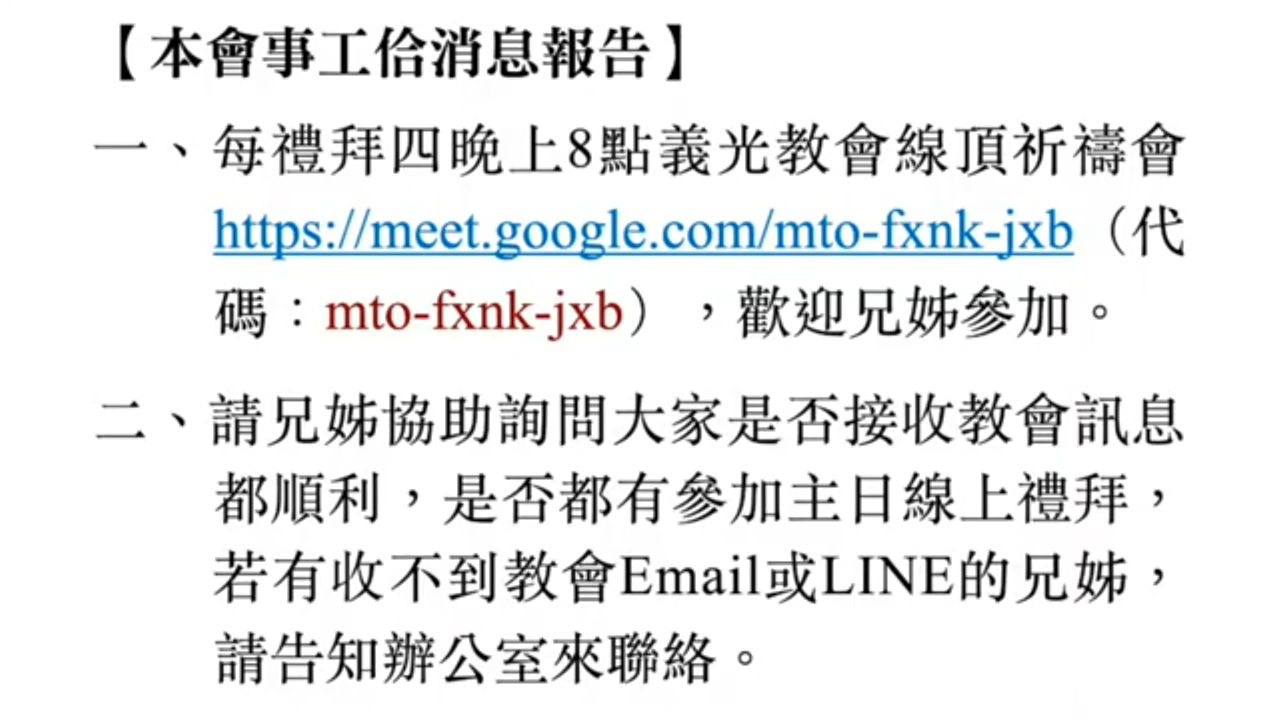 【本會事工佮消息報告】
一、每禮拜四晚上8點義光教會線頂祈禱會
https://meet.google.com/mto-fxnk-jxb（代
碼：mto-fxnk-jxb），歡迎兄姊參加。
二、請兄姊協助詢問大家是否接收教會訊息
都順利，是否都有參加主日線上禮拜，
若有收不到教會Email或LINE的兄姊，
請告知辦公室來聯絡。